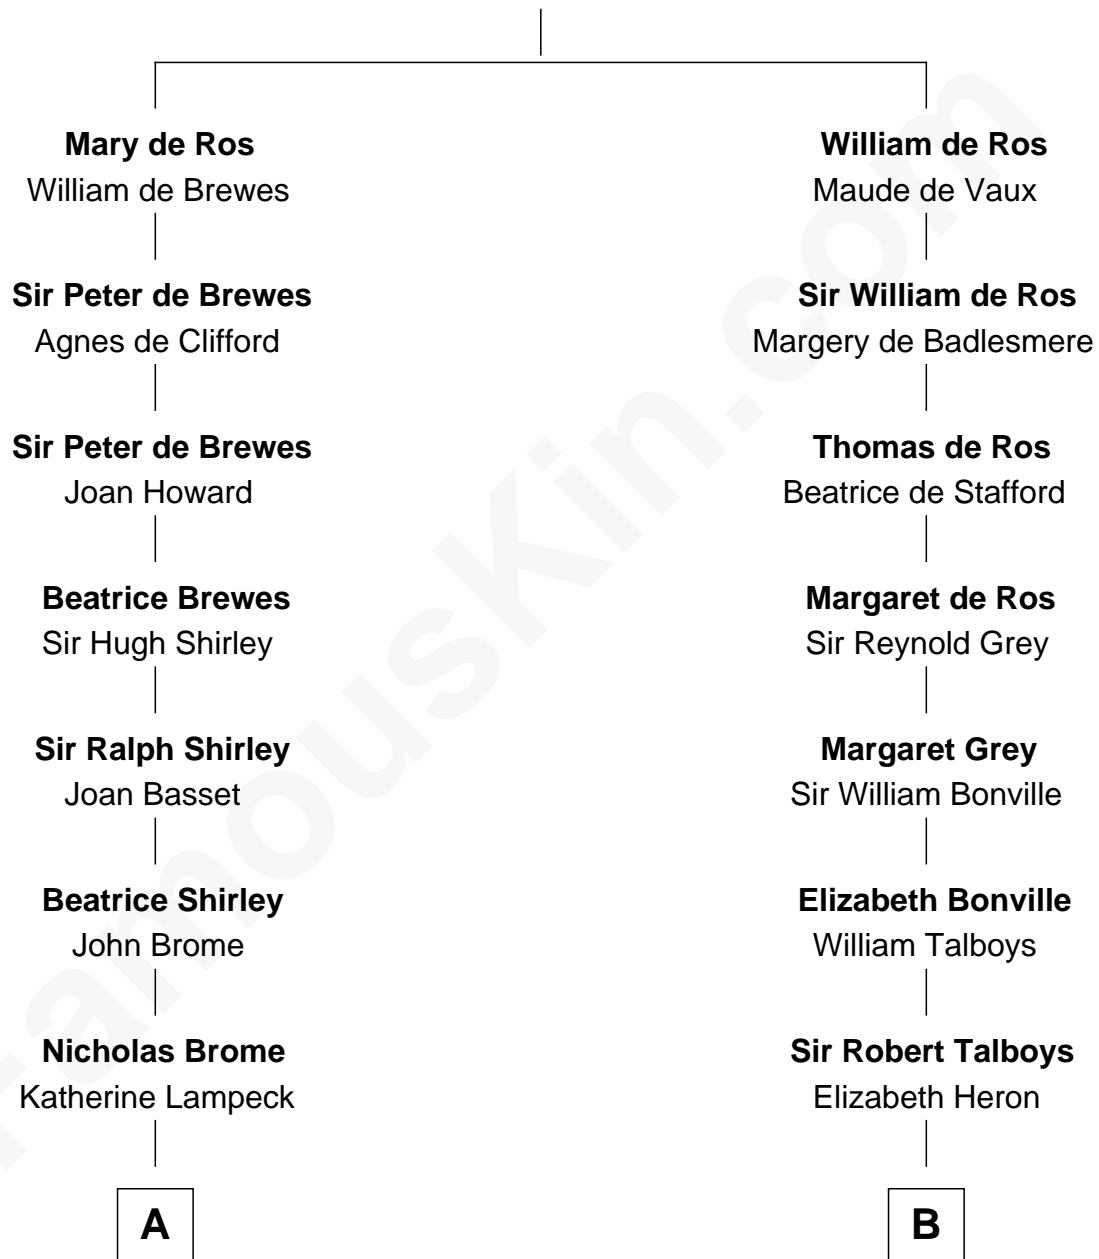 Mary de Ros
William de Brewes
Sir Peter de Brewes
Agnes de Clifford
Sir Peter de Brewes
Joan Howard
Beatrice Brewes
Sir Hugh Shirley
Sir Ralph Shirley
Joan Basset
Beatrice Shirley
John Brome
Nicholas Brome
Katherine Lampeck
A
William de Ros
Maude de Vaux
Sir William de Ros
Margery de Badlesmere
Thomas de Ros
Beatrice de Stafford
Margaret de Ros
Sir Reynold Grey
Margaret Grey
Sir William Bonville
Elizabeth Bonville
William Talboys
Sir Robert Talboys
Elizabeth Heron
B
FamousKin.com